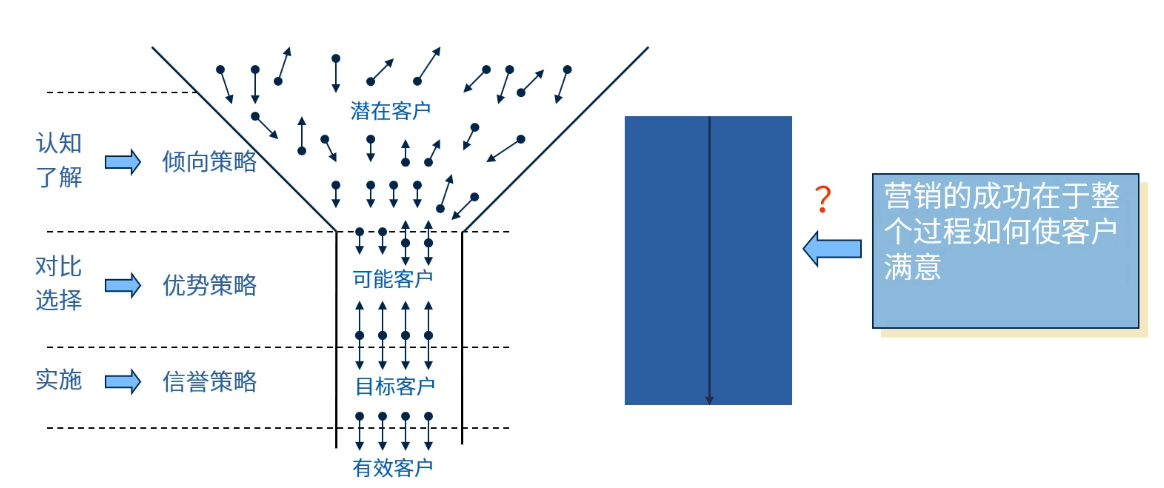 潜在客户
认知
了解
倾向策略
?
营销的成功在于整
个过程如何使客户
满意
对比
选择
优势策略
可能客户
实施
信誉策略
目标客户
有效客户